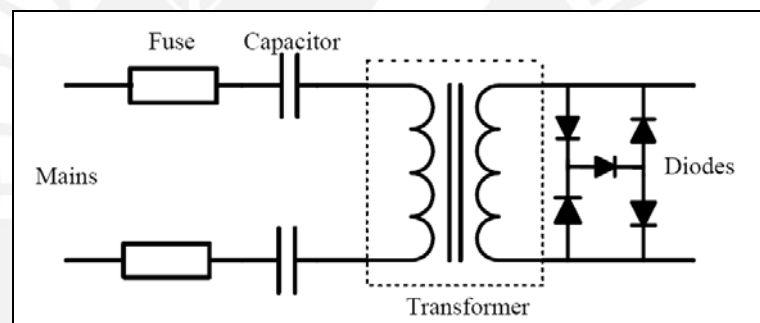 Fuse
Capacitor
Mains
Diodes
Transformer